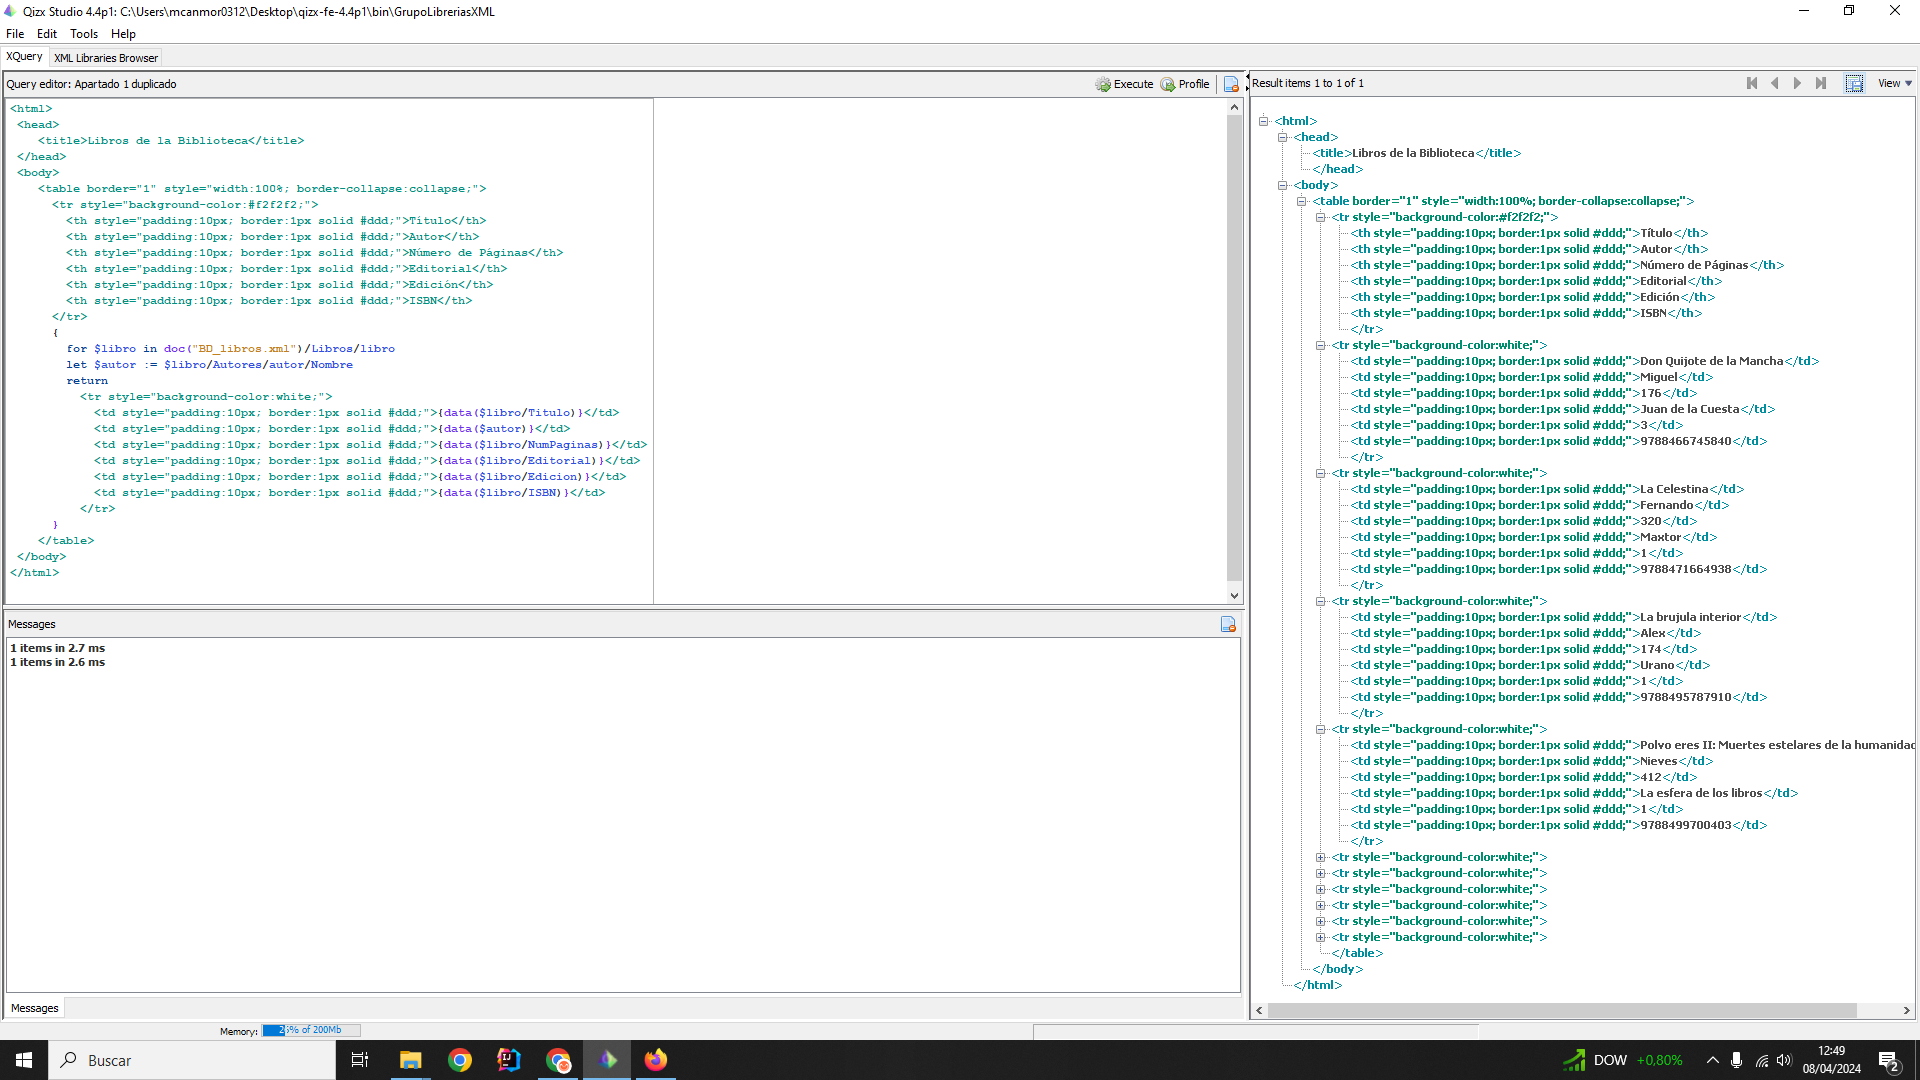 Qizx Studio 4.4p1: C:\Users\mcanmor0312\Desktop\qizx-fe-4.4p1\bin\GrupoLibreriasXML
File Edit Tools Help
XQuery XML Libraries Browser
Query editor: Apartado 1 duplicado
Execute Profile
<html>
<head>
<title>Libros de la Biblioteca</title>
</head>
<body>
<table border="1" style="width:100%; border-collapse:collapse;">
<tr style="background-color:#f2f2f2;">
<th style="padding:10px; border:1px solid #ddd;">Título</th>
<th style="padding:10px; border:1px solid #ddd;">Autor</th>
<th style="padding:10px; border:1px solid #ddd;">Número de Páginas</th>
<th style="padding:10px; border:1px solid #ddd;">Editorial</th>
<th style="padding:10px; border:1px solid #ddd;">Edición</th>
<th style="padding:10px; border:1px solid #ddd;">ISBN</th>
</tr>
{
for $libro in doc("BD_libros.xml")/Libros/libro
let $autor := $libro/Autores/autor/Nombre
return
<tr style="background-color:white;">
<td style="padding:10px; border:1px solid #ddd;">{data($libro/Titulo)}</td>
<td style="padding:10px; border:1px solid #ddd;">{data($autor)}</td>
<td style="padding:10px; border:1px solid #ddd;">{data($libro/NumPaginas)}</td>
<td style="padding:10px; border:1px solid #ddd;">{data($libro/Editorial)}</td>
<td style="padding:10px; border:1px solid #ddd;">{data($libro/Edicion)}</td>
<td style="padding:10px; border:1px solid #ddd;">{data($libro/ISBN)}</td>
</tr>
}
</table>
</body>
</html>
Messages
1 items in 2.7 ms
1 items in 2.6 ms
Messages
Result items 1 to 1 of 1
View
<html>
<head>
<title>Libros de la Biblioteca</title>
</head>
<body>
<table border="1" style="width:100%; border-collapse:collapse;">
<tr style="background-color:#f2f2f2;">
<th style="padding:10px; border:1px solid #ddd;">Título</th>
<th style="padding:10px; border:1px solid #ddd;">Autor</th>
<th style="padding:10px; border:1px solid #ddd;">Número de Páginas</th>
<th style="padding:10px; border:1px solid #ddd;">Editorial</th>
<th style="padding:10px; border:1px solid #ddd;">Edición</th>
<th style="padding:10px; border:1px solid #ddd;">ISBN</th>
</tr>
<tr style="background-color:white;">
<td style="padding:10px; border:1px solid #ddd;">Don Quijote de la Mancha</td>
<td style="padding:10px; border:1px solid #ddd;">Miguel</td>
<td style="padding:10px; border:1px solid #ddd;">176</td>
<td style="padding:10px; border:1px solid #ddd;">Juan de la Cuesta</td>
<td style="padding:10px; border:1px solid #ddd;">3</td>
<td style="padding:10px; border:1px solid #ddd;">9788466745840</td>
</tr>
<tr style="background-color:white;">
<td style="padding:10px; border:1px solid #ddd;">La Celestina</td>
<td style="padding:10px; border:1px solid #ddd;">Fernando</td>
<td style="padding:10px; border:1px solid #ddd;">320</td>
<td style="padding:10px; border:1px solid #ddd;">Maxtor</td>
<td style="padding:10px; border:1px solid #ddd;">1</td>
<td style="padding:10px; border:1px solid #ddd;">9788471664938</td>
</tr>
<tr style="background-color:white;">
<td style="padding:10px; border:1px solid #ddd;">La brujula interior</td>
<td style="padding:10px; border:1px solid #ddd;">Alex</td>
<td style="padding:10px; border:1px solid #ddd;">174</td>
<td style="padding:10px; border:1px solid #ddd;">Urano</td>
<td style="padding:10px; border:1px solid #ddd;">1</td>
<td style="padding:10px; border:1px solid #ddd;">9788495787910</td>
</tr>
<tr style="background-color:white;">
<td style="padding:10px; border:1px solid #ddd;">Polvo eres II: Muertes estelares de la humanidad
<td style="padding:10px; border:1px solid #ddd;">Nieves</td>
<td style="padding:10px; border:1px solid #ddd;">412</td>
<td style="padding:10px; border:1px solid #ddd;">La esfera de los libros</td>
<td style="padding:10px; border:1px solid #ddd;">1</td>
<td style="padding:10px; border:1px solid #ddd;">9788499700403</td>
</tr>
<tr style="background-color:white;">
<tr style="background-color:white;">
<tr style="background-color:white;">
<tr style="background-color:white;">
<tr style="background-color:white;">
<tr style="background-color:white;">
</table>
</body>
</html>
Memory: % of 200Mb
Buscar
DOW +0,80%
12:49
08/04/2024
2